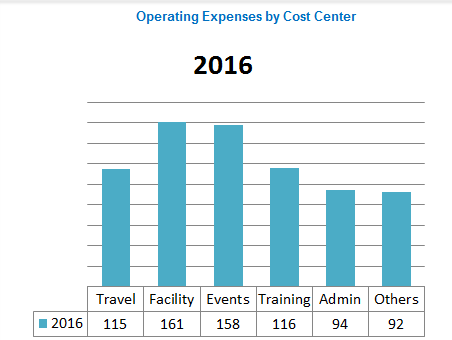 Operating Expenses by Cost Center
2016
Travel Facility Events Training Admin Others
2016 115 161 158 116 94 92